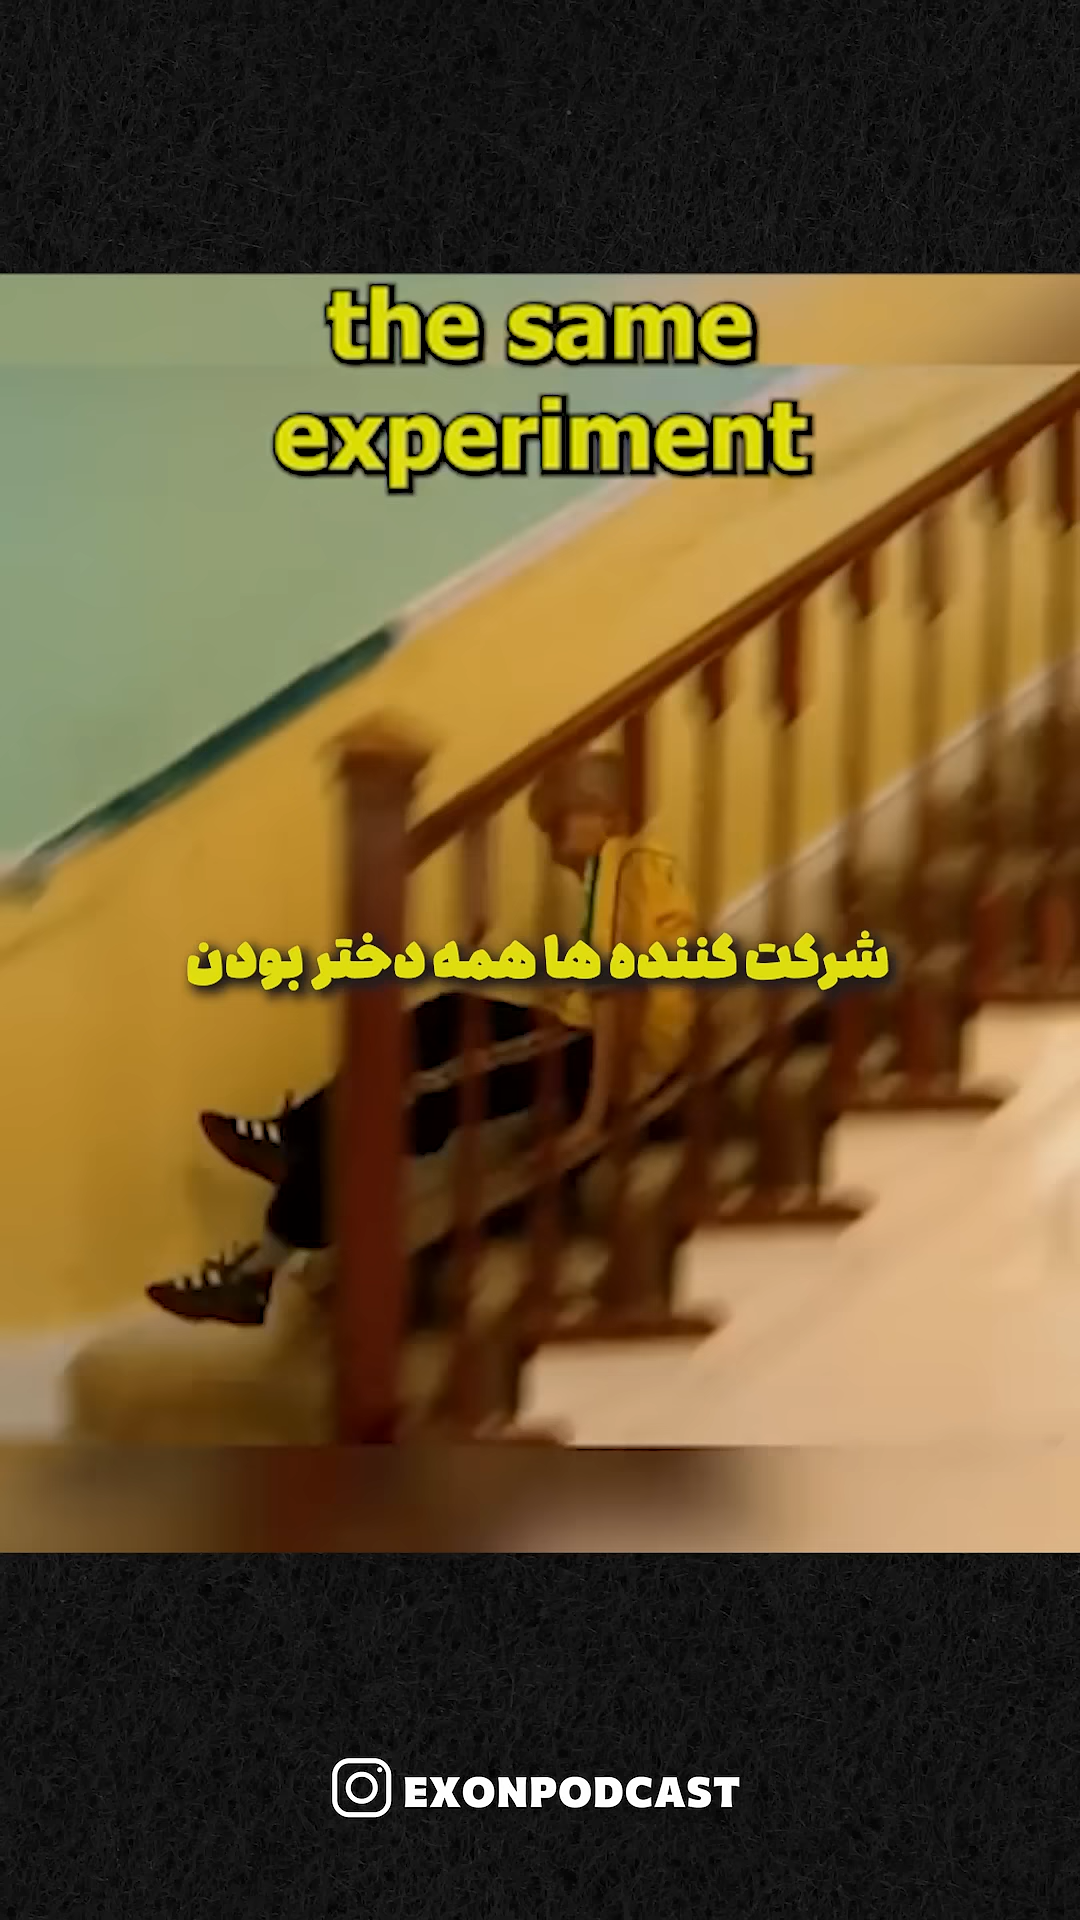 the same
experiment
شرکت کننده ها همه دختر بودن
EXONPODCAST